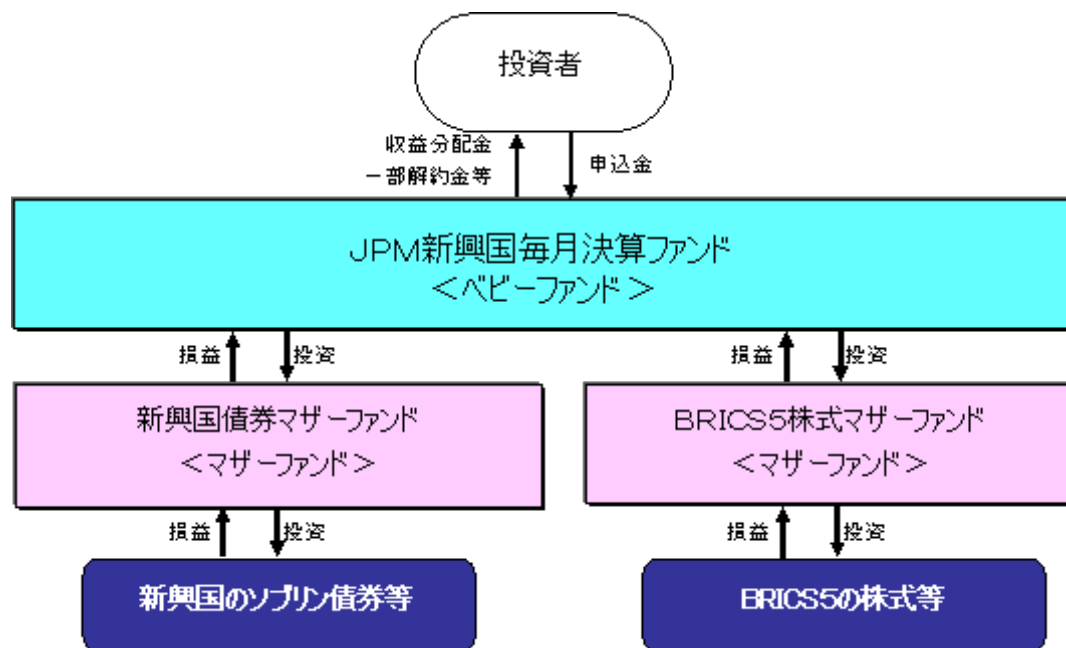 投資者
収益分配金
一部解約金等
申込金
JPM新興国毎月決算ファンド
＜ベビーファンド＞
損益
投資
損益
投資
新興国債券マザーファンド
＜マザーファンド＞
BRICS5株式マザーファンド
＜マザーファンド＞
損益
投資
損益
投資
新興国のソブリン債券等
BRICS5の株式等